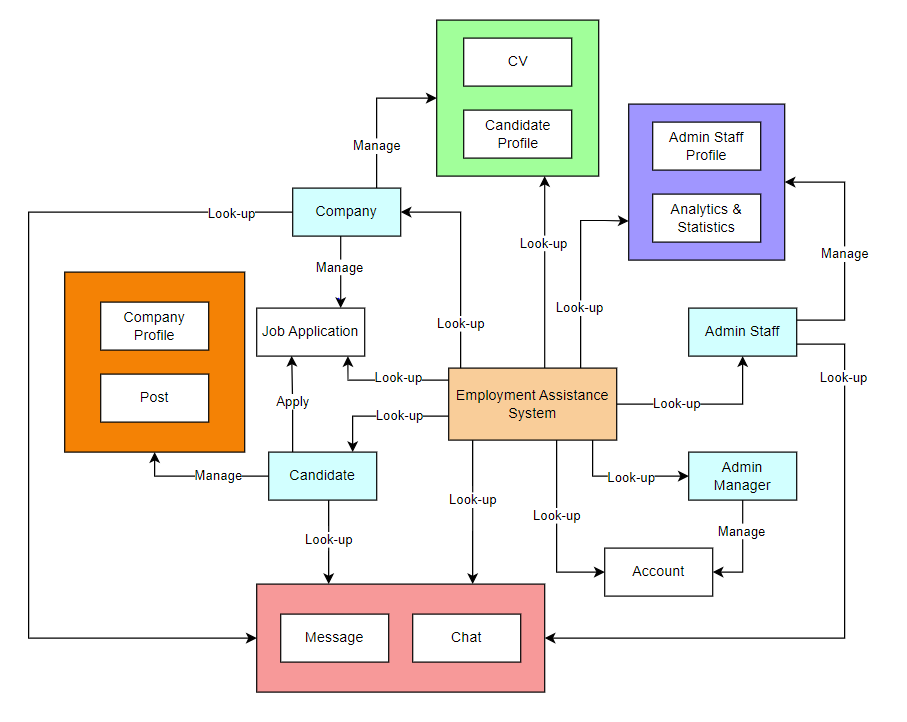 CV
Candidate
Profile
Admin Staff
Profile
Manage
Analytics &
Statistics
Look-up
Company
Look-up
Manage
Manage
Look-up
Company
Profile
Job Application
Look-up
Look-up
Admin Staff
Look-up
Look-up
Post
Apply
Employment Assistance
System
Look-up
Look-up
Manage
Candidate
Look-up
Admin
Manager
Look-up
Look-up
Manage
Look-up
Account
Message
Chat